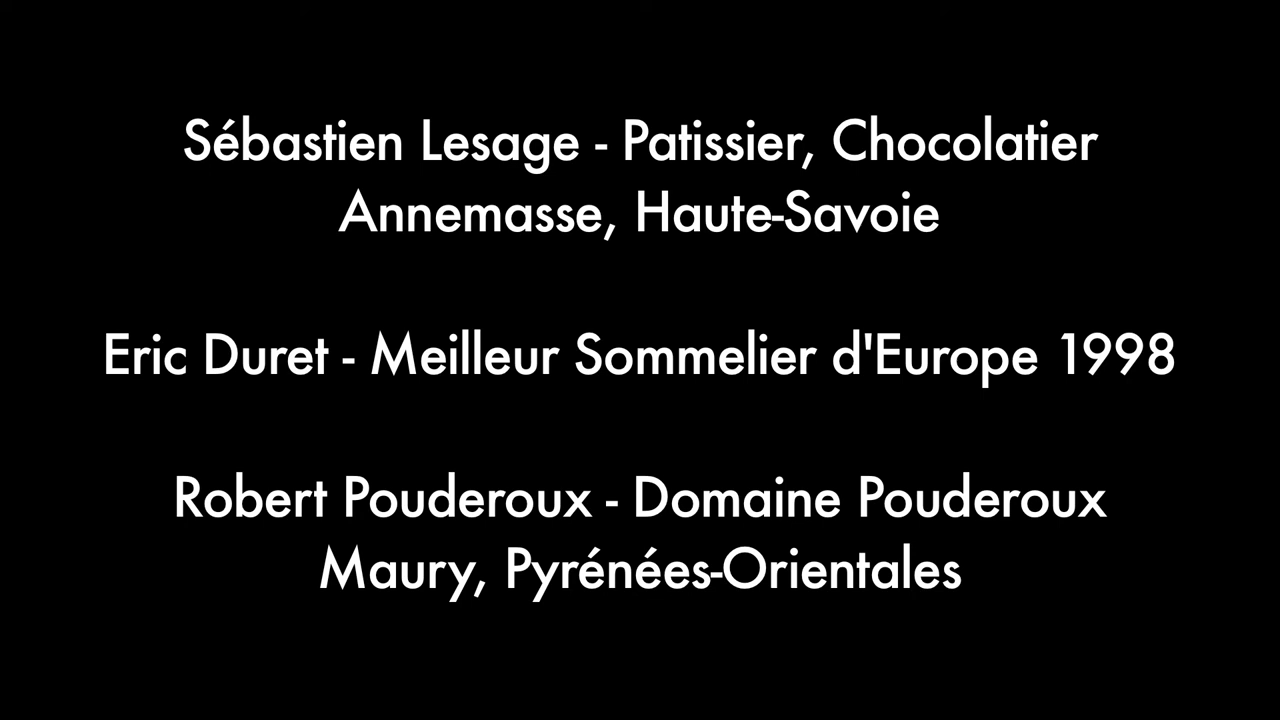 Sébastien Lesage - Patissier, Chocolatier
Annemasse, Haute-Savoie
Eric Duret - Meilleur Sommelier d'Europe 1998
Robert Pouderoux - Domaine Pouderoux
Maury, Pyrénées-Orientales